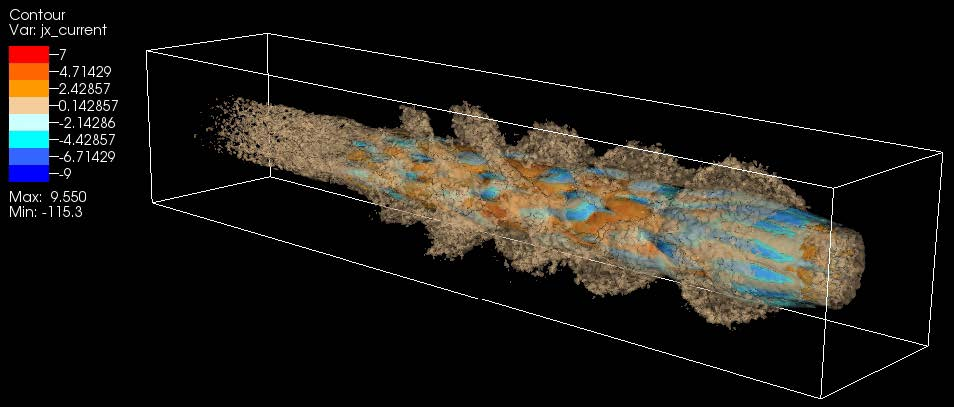 Contour
Var: jx_current
7
4.71429
2.42857
0.142857
-2.14286
-4.42857
-6.71429
-9
Max: 9.550
Min: -115.3